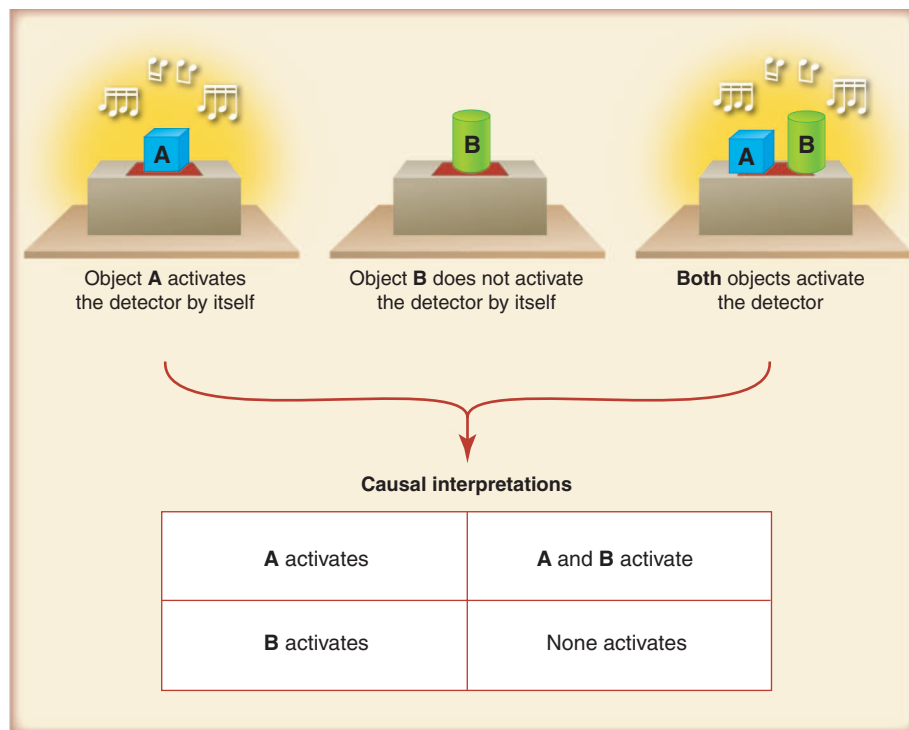 A
B
A
B
Object A activates
the detector by itself
Object B does not activate
the detector by itself
Both objects activate
the detector
Causal interpretations
A activates
A and B activate
B activates
None activates